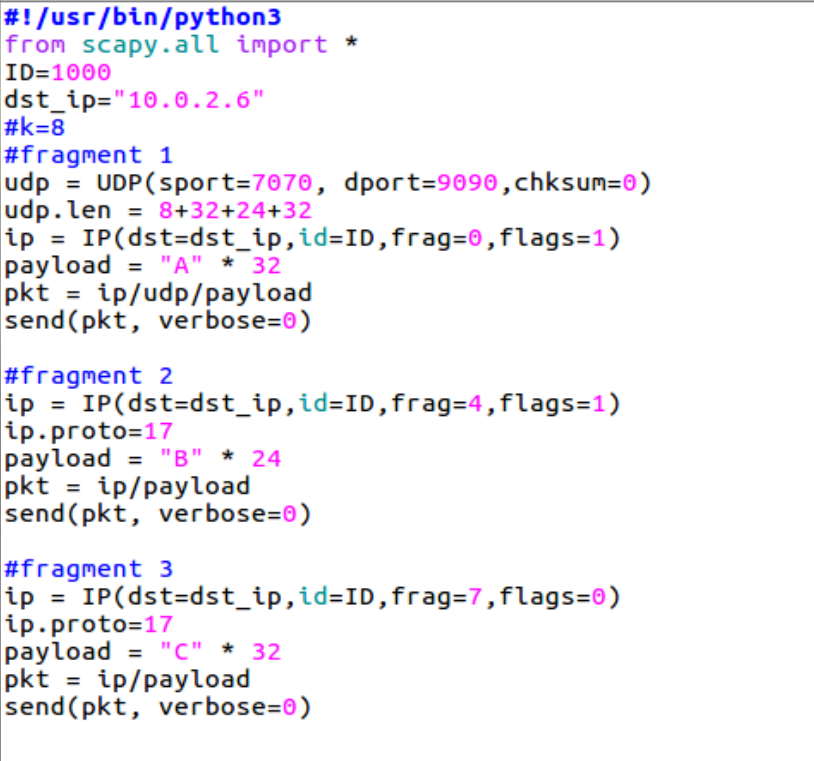 #!/usr/bin/python3
from scapy.all import *
ID=1000
dst_ip="10.0.2.6"
#k=8
#fragment 1
udp = UDP(sport=7070, dport=9090,chksum=0)
udp.len = 8+32+24+32
ip = IP(dst=dst_ip,id=ID,frag=0,flags=1)
payload = "A" * 32
pkt = ip/udp/payload
send(pkt, verbose=0)

#fragment 2
ip = IP(dst=dst_ip,id=ID,frag=4,flags=1)
ip.proto=17
payload = "B" * 24
pkt = ip/payload
send(pkt, verbose=0)

#fragment 3
ip = IP(dst=dst_ip,id=ID,frag=7,flags=0)
ip.proto=17
payload = "C" * 32
pkt = ip/payload
send(pkt, verbose=0)